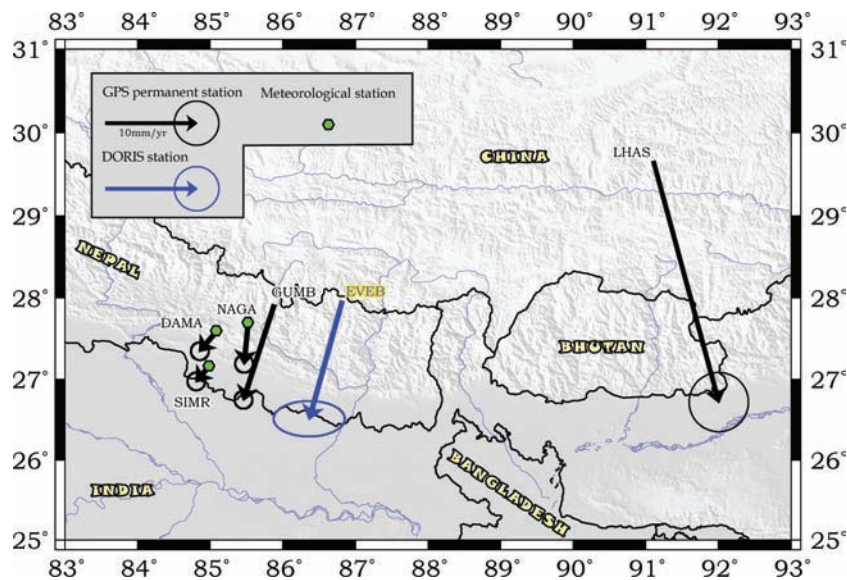 83 84 85 86 87 88 89 90 91 92 93
31° 31°
GPS permanent station Meteorological station
10mm/yr
30° 30°
CHINA
LHAS
DORIS station
29° 29°
NEPAL
28° GUMB EVEB 28°
NAGA
DAMA
BHUTAN
27° 27°
SIMR
26° 26°
BANGLADESH
INDIA
25° 25°
83 84 85 86 87 88 89 90 91 92 93